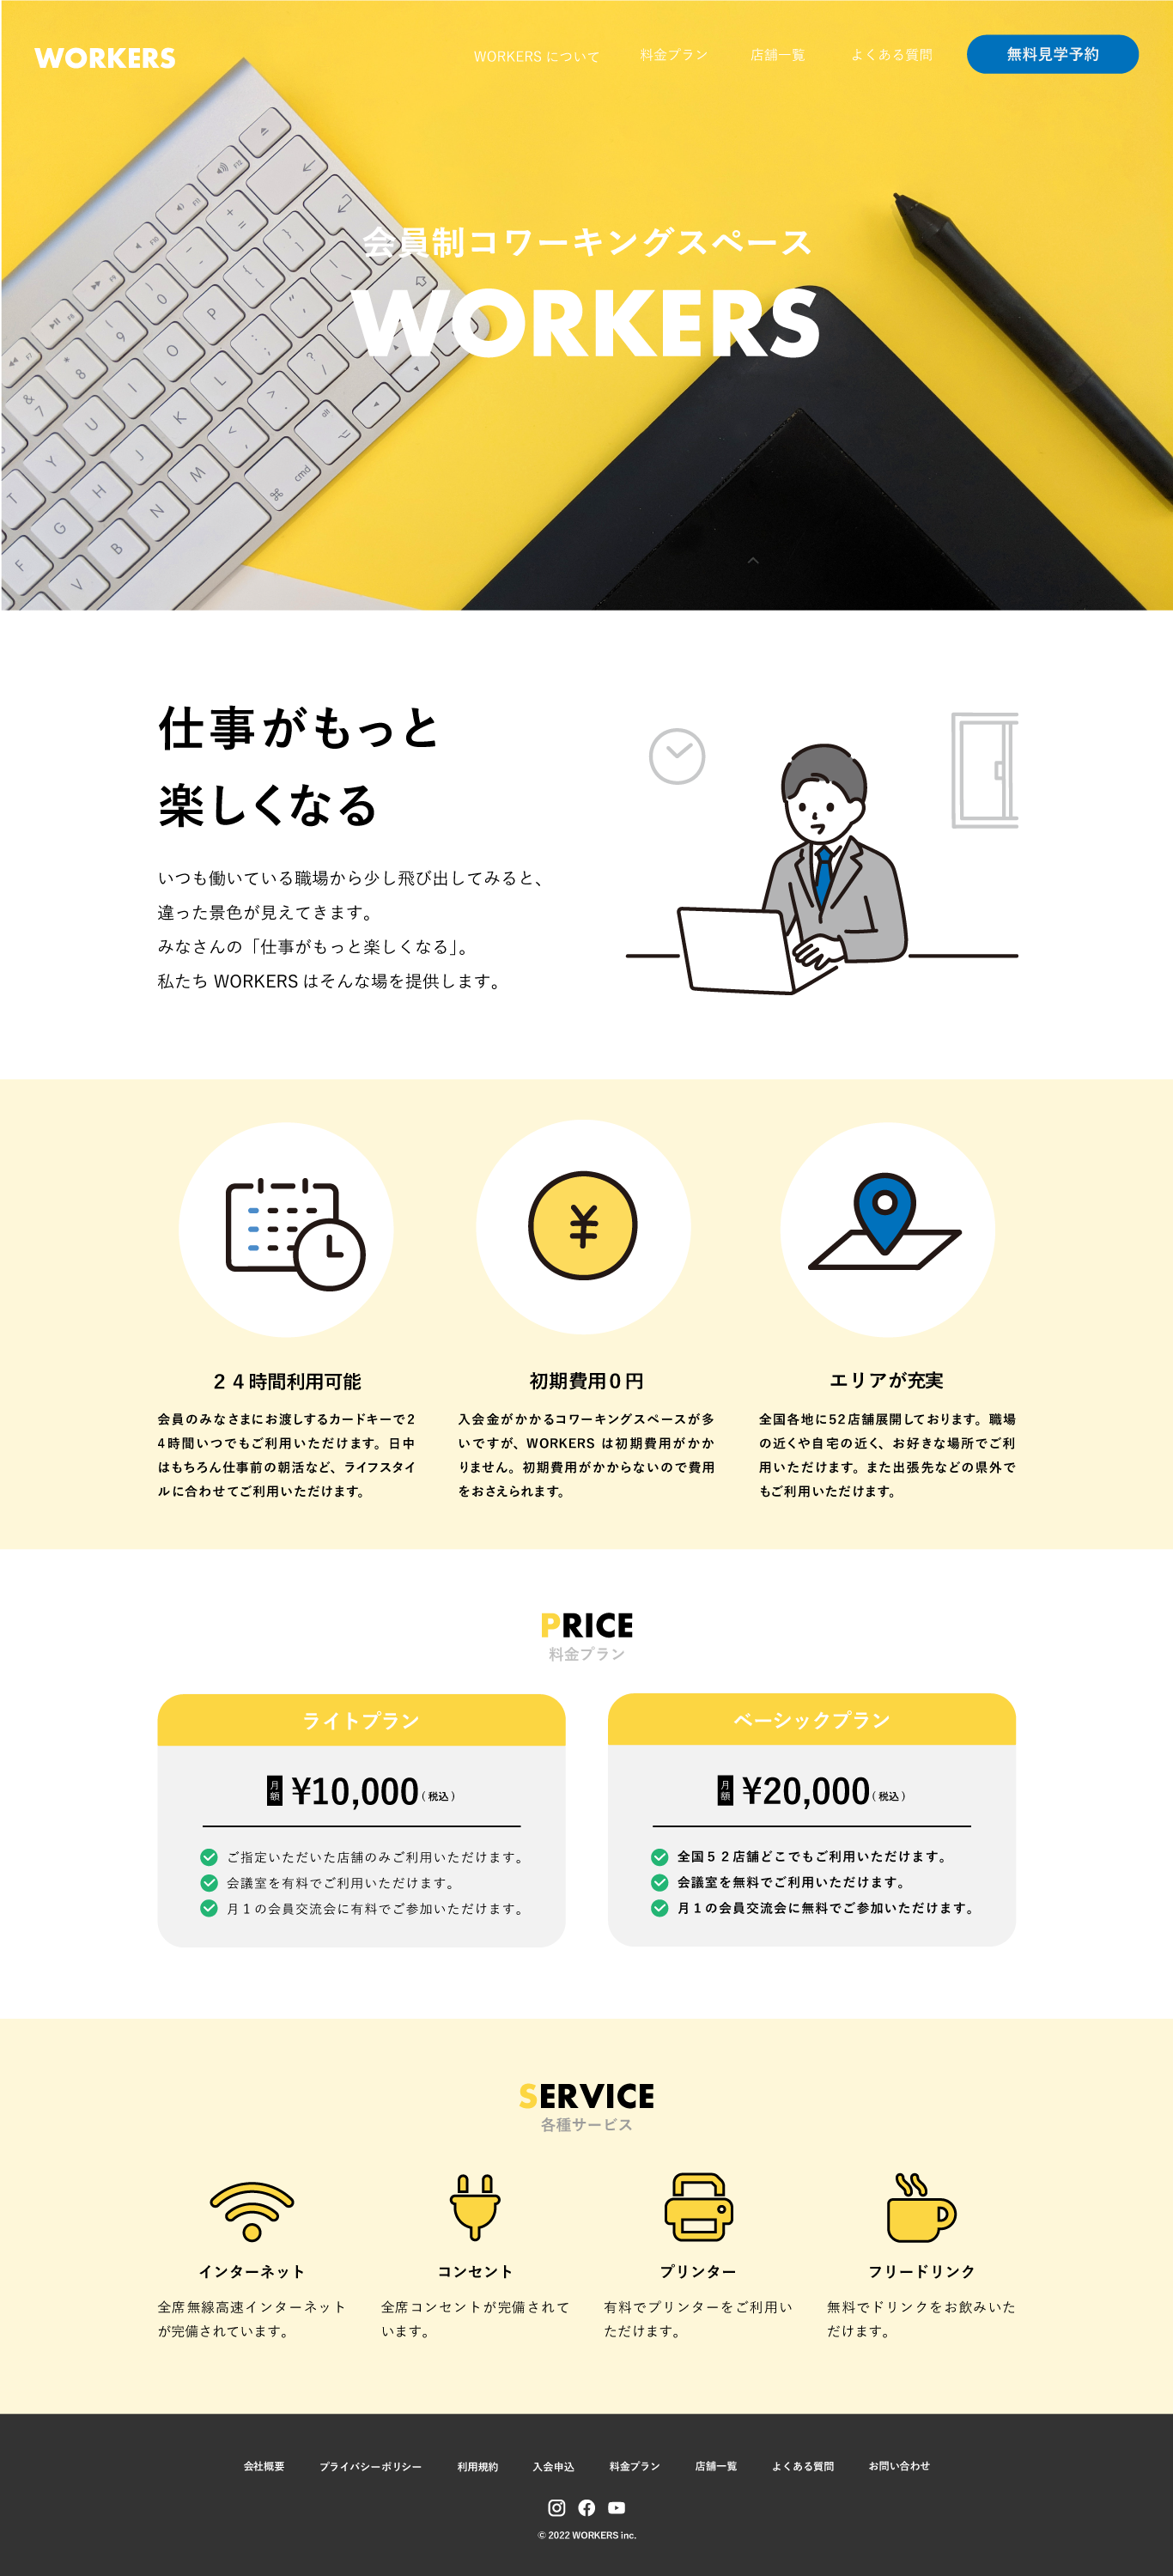 WORKERS
WORKERS について
料金プラン
店舗一覧
よくある質問
無料見学予約
会員制コワーキングスペース
WORKERS
仕事がもっと
楽しくなる
いつも働いている職場から少し飛び出してみると、
違った景色が見えてきます。
みなさんの「仕事がもっと楽しくなる」。
私たち WORKERS はそんな場を提供します。
２４時間利用可能
会員のみなさまにお渡しするカードキーで2
4時間いつでもご利用いただけます。日中
はもちろん仕事前の朝活など、ライフスタイ
ルに合わせてご利用いただけます。
初期費用０円
入会金がかかるコワーキングスペースが多
いですが、WORKERS は初期費用がかか
りません。初期費用がかからないので費用
をおさえられます。
エリアが充実
全国各地に52店舗展開しております。職場
の近くや自宅の近く、お好きな場所でご利
用いただけます。また出張先などの県外で
もご利用いただけます。
PRICE
料金プラン
ライトプラン
月額 ¥10,000（税込）
ご指定いただいた店舗のみご利用いただけます。
会議室を有料でご利用いただけます。
月１の会員交流会に有料でご参加いただけます。
ベーシックプラン
月額 ¥20,000（税込）
全国５２店舗どこでもご利用いただけます。
会議室を無料でご利用いただけます。
月１の会員交流会に無料でご参加いただけます。
SERVICE
各種サービス
インターネット
全席無線高速インターネット
が完備されています。
コンセント
全席コンセントが完備されて
います。
プリンター
有料でプリンターをご利用い
ただけます。
フリードリンク
無料でドリンクをお飲みいた
だけます。
会社概要
プライバシーポリシー
利用規約
入会申込
料金プラン
店舗一覧
よくある質問
お問い合わせ
© 2022 WORKERS inc.